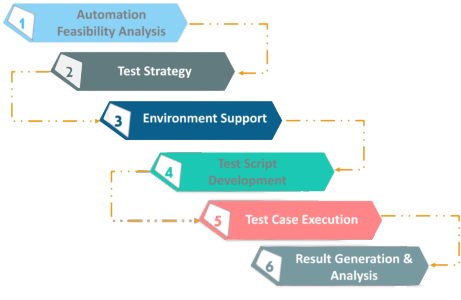 1
Automation
Feasibility Analysis
2
Test Strategy
3
Environment Support
4
Test Script
Development
5
Test Case Execution
6
Result Generation &
Analysis